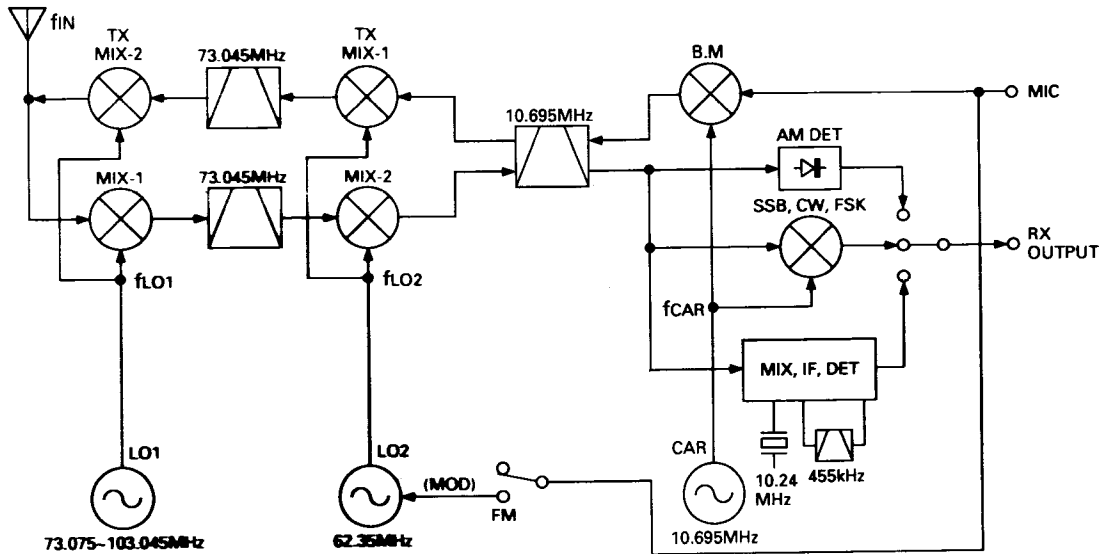 fIN
TX
MIX-2
73.045MHz
TX
MIX-1
B.M
MIC
10.695MHz
AM DET
MIX-1
73.045MHz
MIX-2
SSB, CW, FSK
RX
OUTPUT
fLO1
fLO2
fCAR
MIX, IF, DET
LO1
LO2
(MOD)
FM
CAR
10.24
MHz
455kHz
73.075~103.045MHz
62.35MHz
10.695MHz